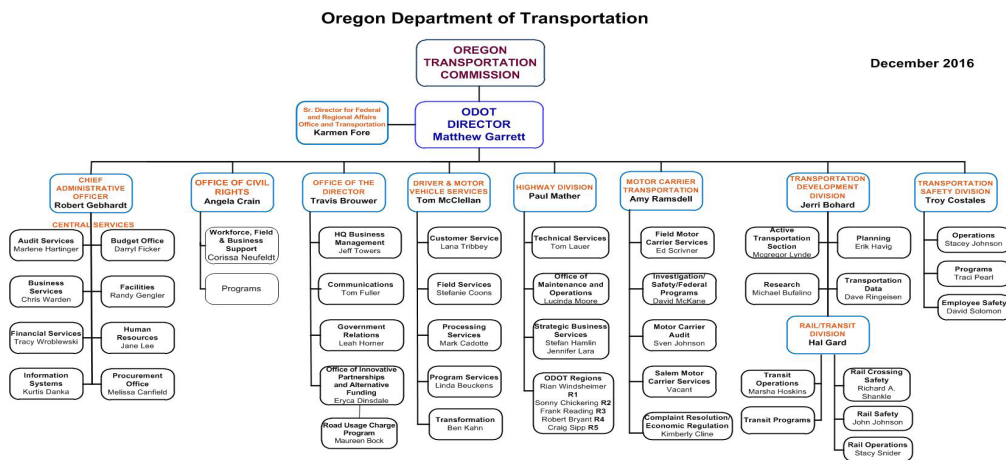 Oregon Department of Transportation
OREGON
TRANSPORTATION
COMMISSION
December 2016
Sr. Director for Federal
and Regional Affairs
Office and Transportation
Karmen Fore
ODOT
DIRECTOR
Matthew Garrett
CHIEF
ADMINISTRATIVE
OFFICER
Robert Gebhardt
OFFICE OF CIVIL
RIGHTS
Angela Crain
OFFICE OF THE
DIRECTOR
Travis Brouwer
DRIVER & MOTOR
VEHICLE SERVICES
Tom McClellan
HIGHWAY DIVISION
Paul Mather
MOTOR CARRIER
TRANSPORTATION
Amy Ramsdell
TRANSPORTATION
DEVELOPMENT
DIVISION
Jerri Bohard
TRANSPORTATION
SAFETY DIVISION
Troy Costales
CENTRAL SERVICES
Audit Services
Marlene Hartinger
Budget Office
Darryl Ficker
Business
Services
Chris Warden
Facilities
Randy Gengler
Financial Services
Tracy Wroblewski
Human
Resources
Jane Lee
Information
Systems
Kurtis Danka
Procurement
Office
Melissa Canfield
Workforce, Field
& Business
Support
Corissa Neufeldt
Programs
HQ Business
Management
Jeff Towers
Communications
Tom Fuller
Government
Relations
Leah Horner
Office of Innovative
Partnerships
and Alternative
Funding
Eryca Dinsdale
Road Usage Charge
Program
Maureen Bock
Customer Service
Lana Tribbey
Field Services
Stefanie Coons
Processing
Services
Mark Cadotte
Program Services
Linda Beuckens
Transformation
Ben Kahn
Technical Services
Tom Lauer
Office of
Maintenance and
Operations
Lucinda Moore
Strategic Business
Services
Stefan Hamlin
Jennifer Lara
ODOT Regions
Rian Windsheimer
R1
Sonny Chickering R2
Frank Reading R3
Robert Bryant R4
Craig Sipp R5
Field Motor
Carrier Services
Ed Scrivner
Investigation/
Safety/Federal
Programs
David McKane
Motor Carrier
Audit
Sven Johnson
Salem Motor
Carrier Services
Vacant
Complaint Resolution/
Economic Regulation
Kimberly Cline
Active
Transportation
Section
Mcgregor Lynde
Planning
Erik Havig
Research
Michael Bufalino
Transportation
Data
Dave Ringeisen
RAIL/TRANSIT
DIVISION
Hal Gard
Transit
Operations
Marsha Hoskins
Transit Programs
Rail Crossing
Safety
Richard A.
Shankle
Rail Safety
John Johnson
Rail Operations
Stacy Snider
Operations
Stacey Johnson
Programs
Traci Pearl
Employee Safety
David Solomon